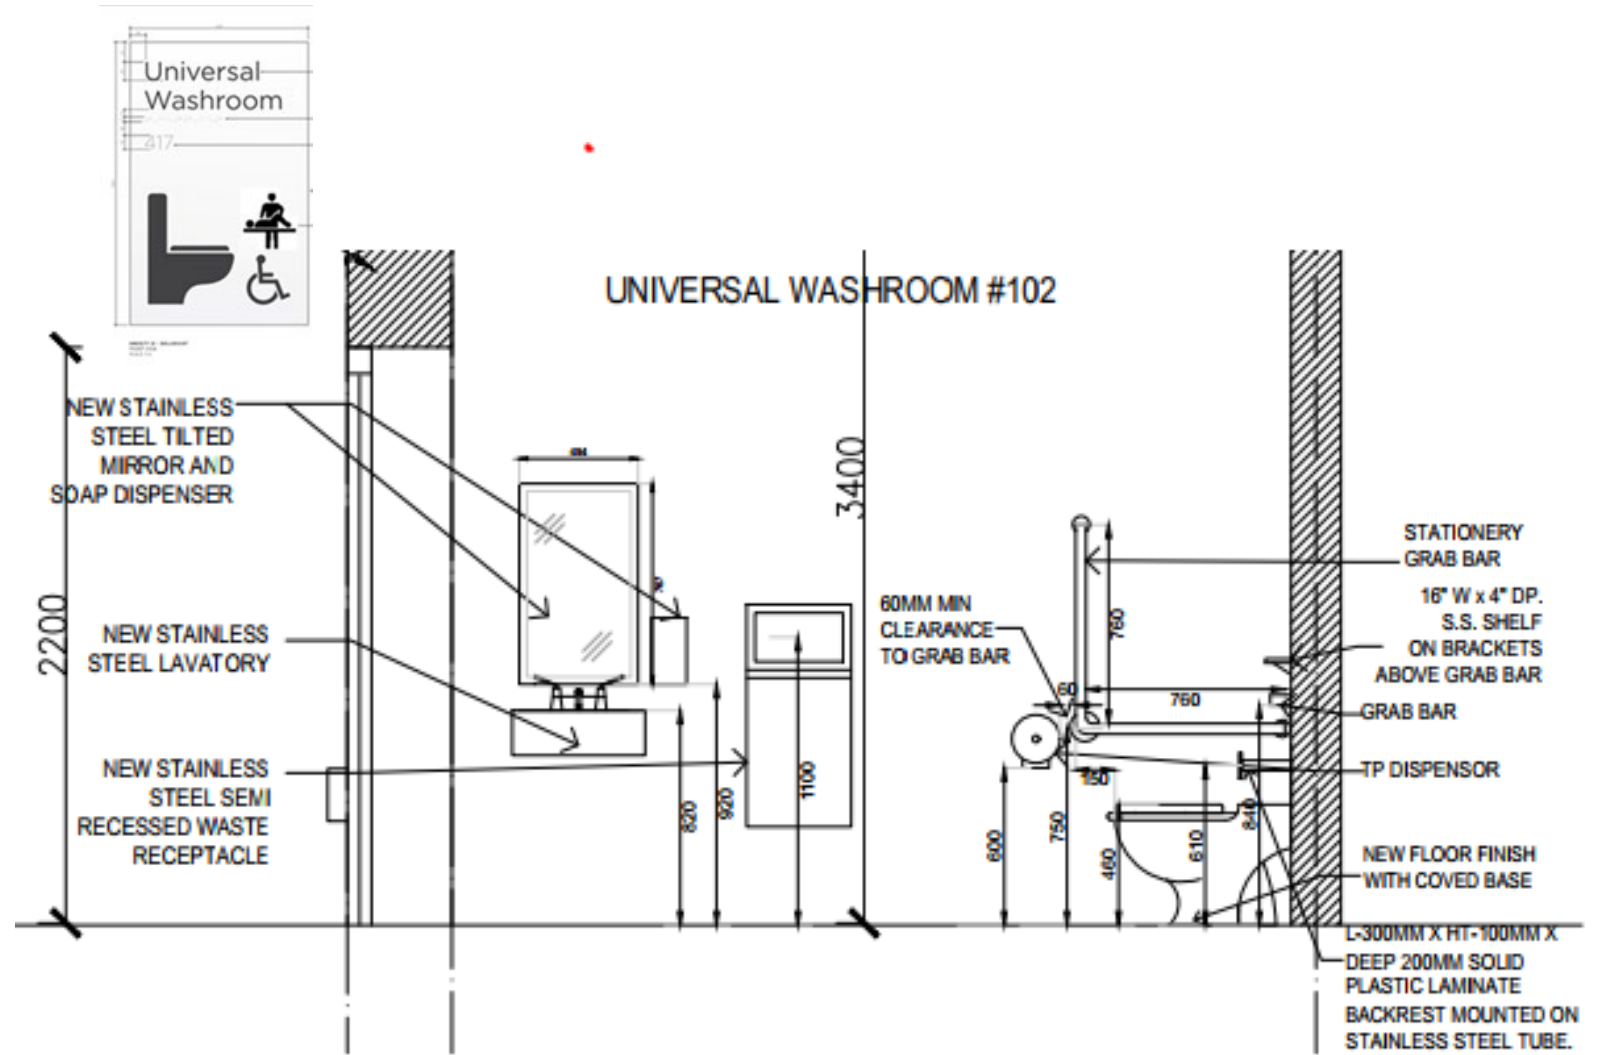 Universal
Washroom
417
UNIVERSAL WASHROOM #102
NEW STAINLESS
STEEL TILTED
MIRROR AND
SOAP DISPENSER
2200
NEW STAINLESS
STEEL LAVATORY
NEW STAINLESS
STEEL SEMI
RECESSED WASTE
RECEPTACLE
820
920
1100
3400
60MM MIN
CLEARANCE
TO GRAB BAR
60
760
760
150
600
750
460
610
840
STATIONERY
GRAB BAR
16" W x 4" DP.
S.S. SHELF
ON BRACKETS
ABOVE GRAB BAR
GRAB BAR
TP DISPENSOR
NEW FLOOR FINISH
WITH COVED BASE
L-300MM X HT-100MM X
DEEP 200MM SOLID
PLASTIC LAMINATE
BACKREST MOUNTED ON
STAINLESS STEEL TUBE.